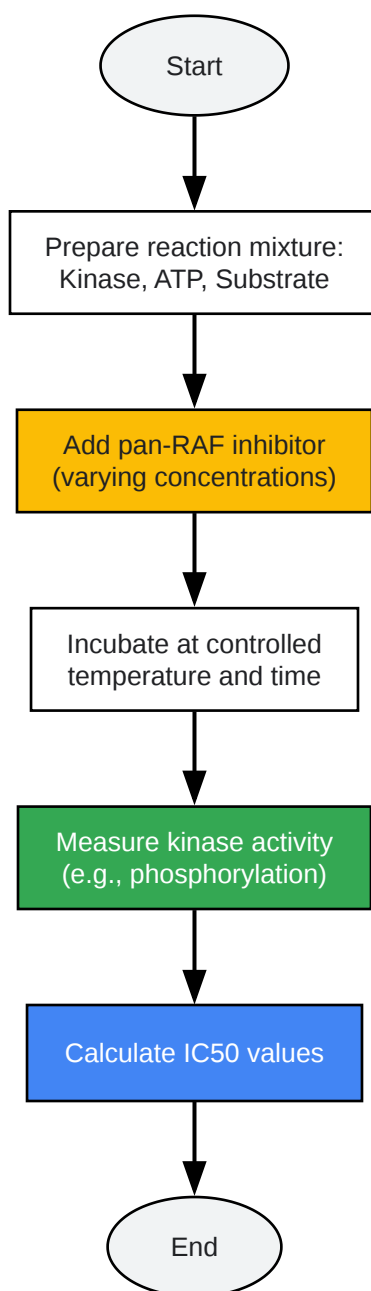 Start
Prepare reaction mixture:
Kinase, ATP, Substrate
Add pan-RAF inhibitor
(varying concentrations)
Incubate at controlled
temperature and time
Measure kinase activity
(e.g., phosphorylation)
Calculate IC50 values
End